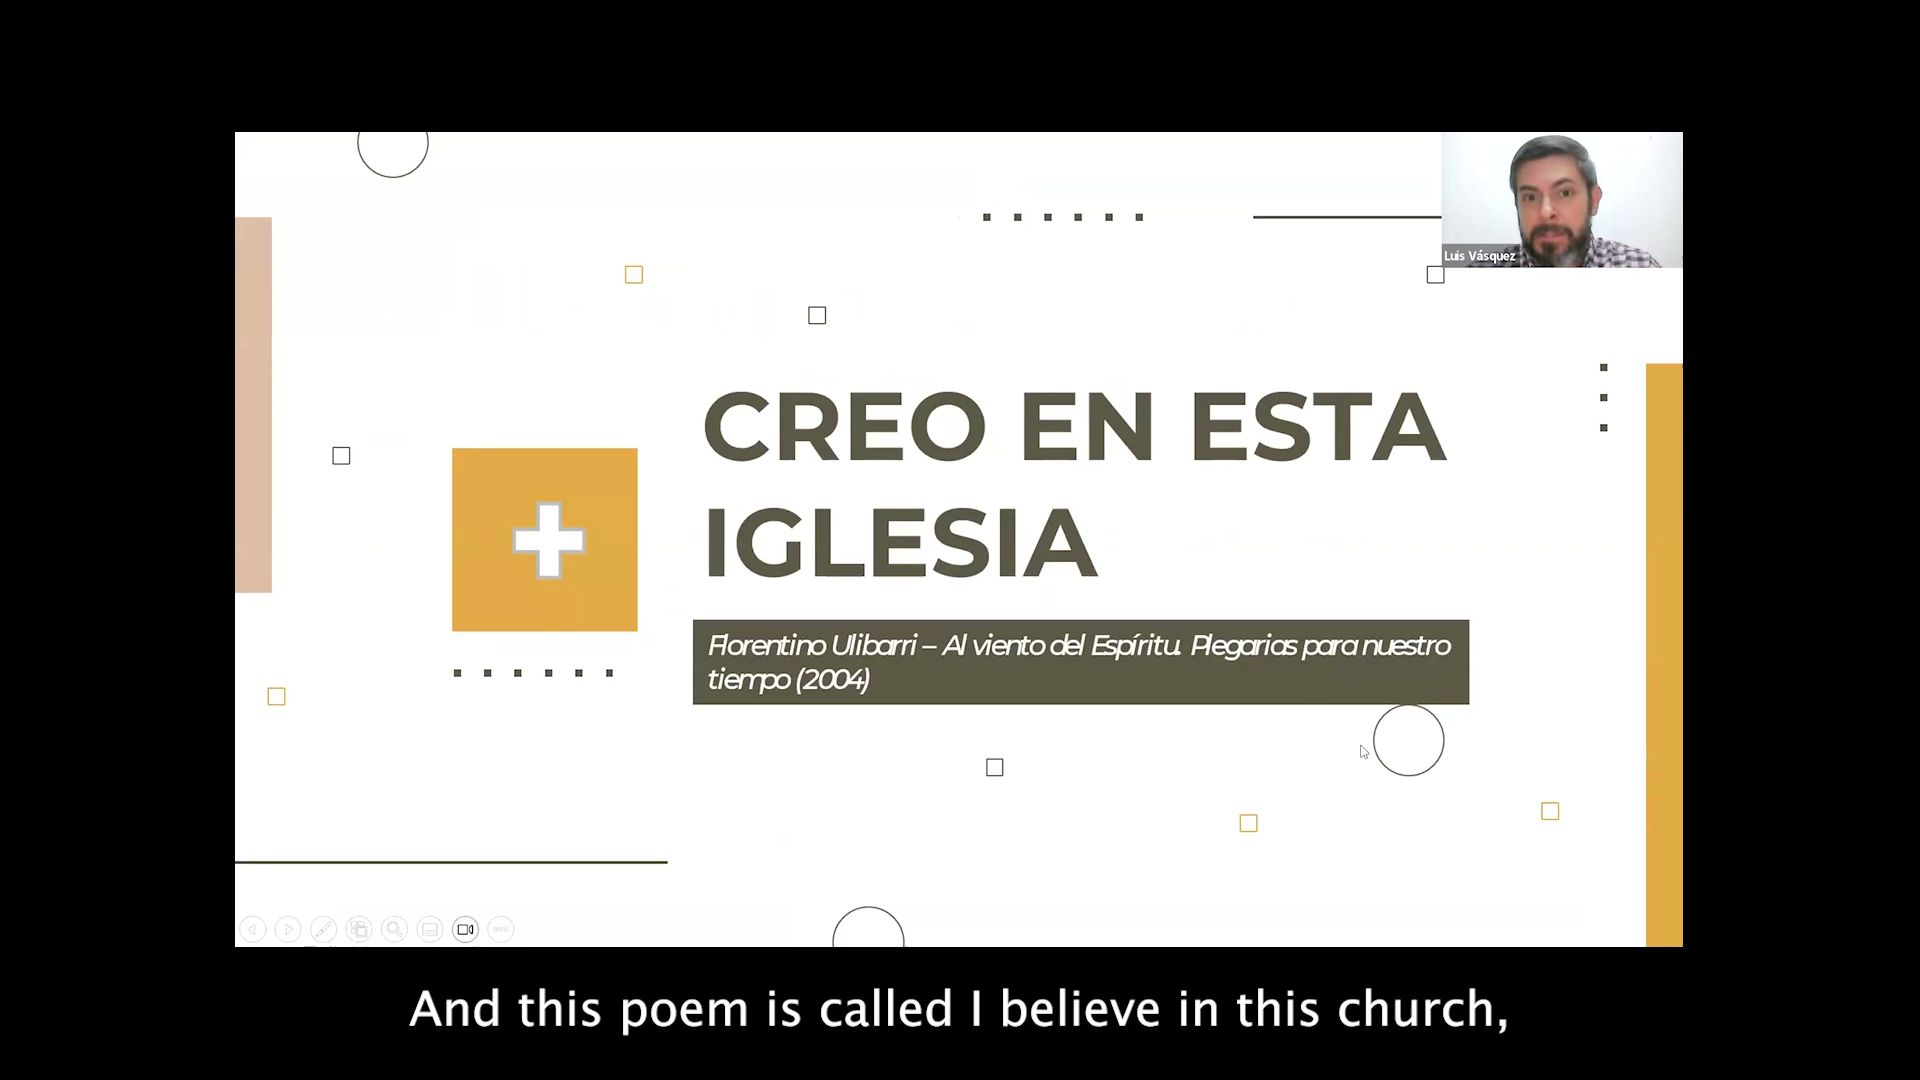 Luis Vásquez
CREO EN ESTA
IGLESIA
Florentino Ulibarri – Al viento del Espíritu. Plegarias para nuestro
tiempo (2004)
And this poem is called I believe in this church,